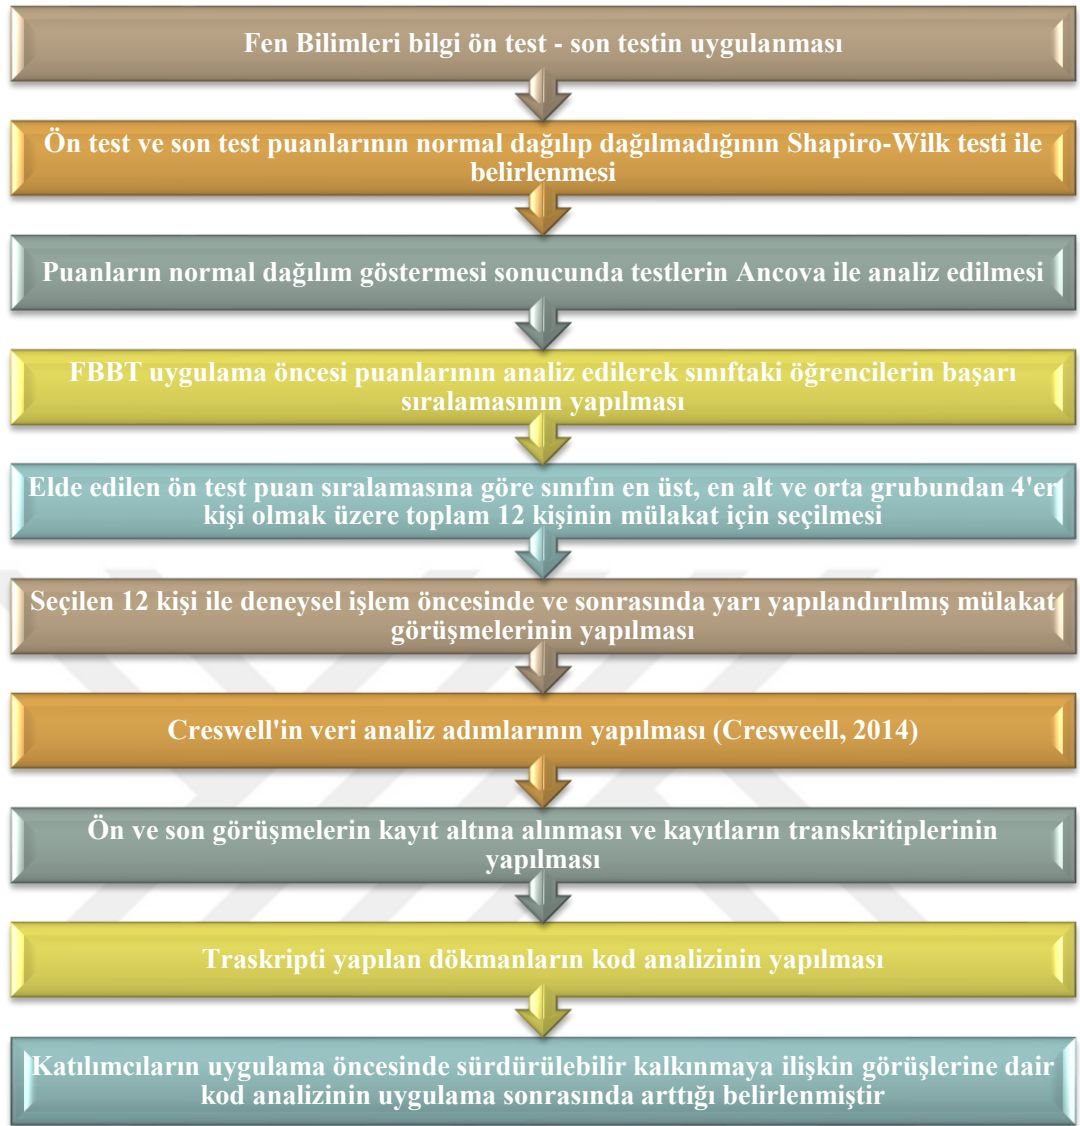 Fen Bilimleri bilgi ön test - son testin uygulanması
Ön test ve son test puanlarının normal dağılıp dağılmadığının Shapiro-Wilk testi ile
belirlenmesi
Puanların normal dağılım göstermesi sonucunda testlerin Ancova ile analiz edilmesi
FBBT uygulama öncesi puanlarının analiz edilerek sınıftaki öğrencilerin başarı
sıralamasının yapılması
Elde edilen ön test puan sıralamasına göre sınıfın en üst, en alt ve orta grubundan 4'er
kişi olmak üzere toplam 12 kişinin mülakat için seçilmesi
Seçilen 12 kişi ile deneysel işlem öncesinde ve sonrasında yarı yapılandırılmış mülakat
görüşmelerinin yapılması
Creswell'in veri analiz adımlarının yapılması (Cresweell, 2014)
Ön ve son görüşmelerin kayıt altına alınması ve kayıtların transkritiplerinin
yapılması
Traskripti yapılan dökmanların kod analizinin yapılması
Katılımcıların uygulama öncesinde sürdürülebilir kalkınmaya ilişkin görüşlerine dair
kod analizinin uygulama sonrasında arttığı belirlenmiştir